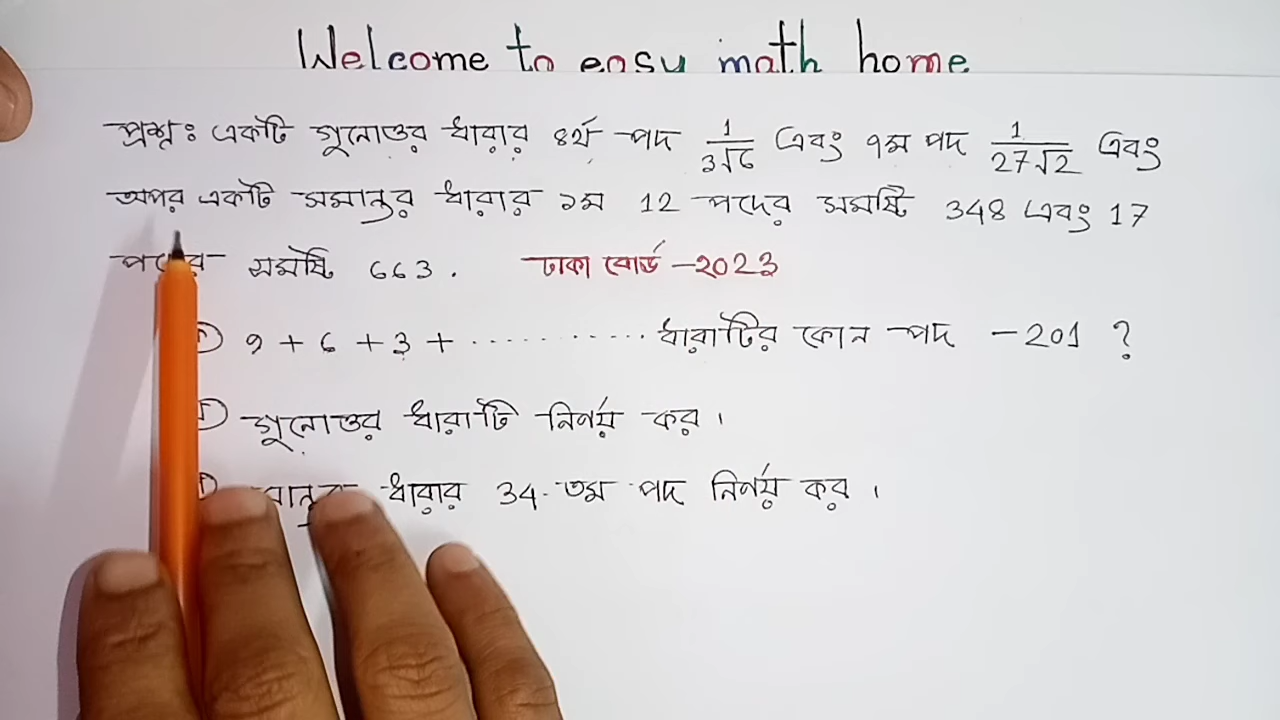 Welcome to easy math home
প্রশ্ন: একটি গুনোত্তর ধারার ৪র্থ পদ 1/3√6 এবং ৭ম পদ 1/27√2 এবং
অপর একটি সমান্তর ধারার ১ম 12 পদের সমষ্টি 348 এবং 17
সমষ্টি 663. ঢাকা বোর্ড -2023
9 + 6 + 3 + ........... ধারাটির কোন পদ -201 ?
গুনোত্তর ধারাটি নির্ণয় কর।
ধারার 34-তম পদ নির্ণয় কর।